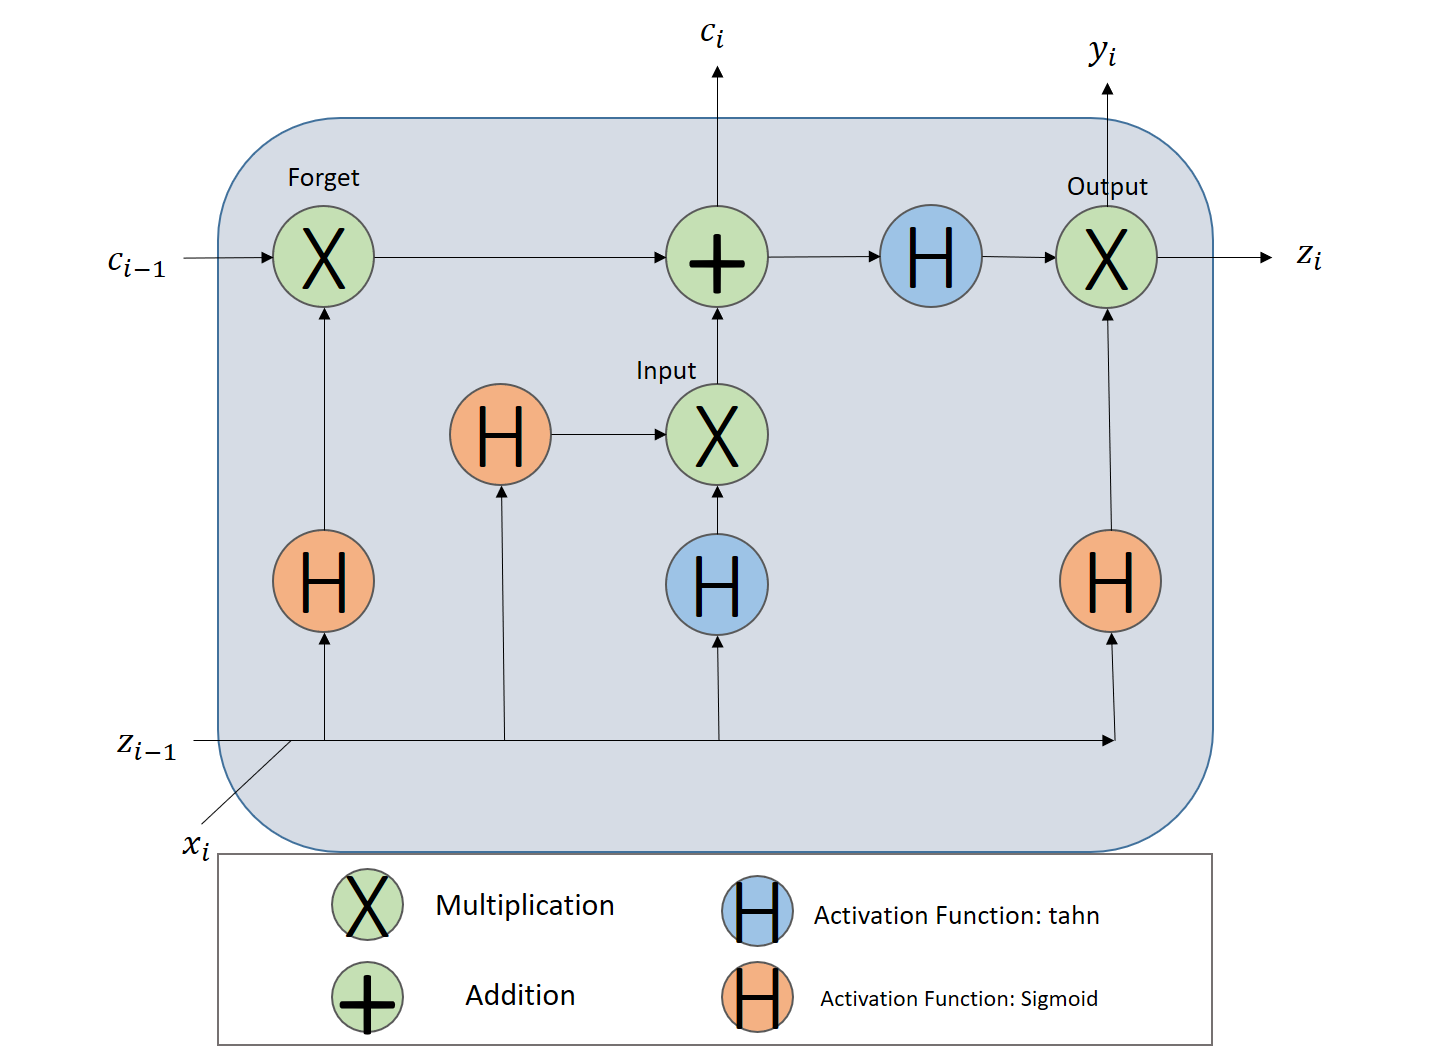 c_i
y_i
Forget
Output
X
+
H
X
c_{i-1}
z_i
Input
H
X
H
H
H
z_{i-1}
x_i
X
Multiplication
H
Activation Function: tahn
+
Addition
H
Activation Function: Sigmoid